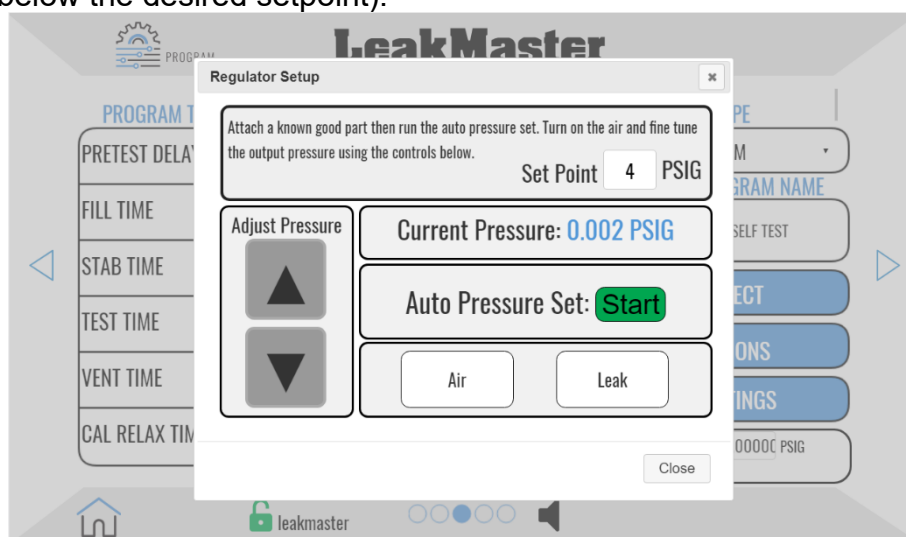 below the desired setpoint).
PROGRAM
LeakMaster
Regulator Setup
Attach a known good part then run the auto pressure set. Turn on the air and fine tune
the output pressure using the controls below.
Set Point 4 PSIG
Adjust Pressure
Current Pressure: 0.002 PSIG
Auto Pressure Set: Start
Air
Leak
Close
PROGRAM T
PRETEST DELAY
FILL TIME
STAB TIME
TEST TIME
VENT TIME
CAL RELAX TIM
PE
M
GRAM NAME
SELF TEST
ECT
ONS
TINGS
00000 PSIG
leakmaster